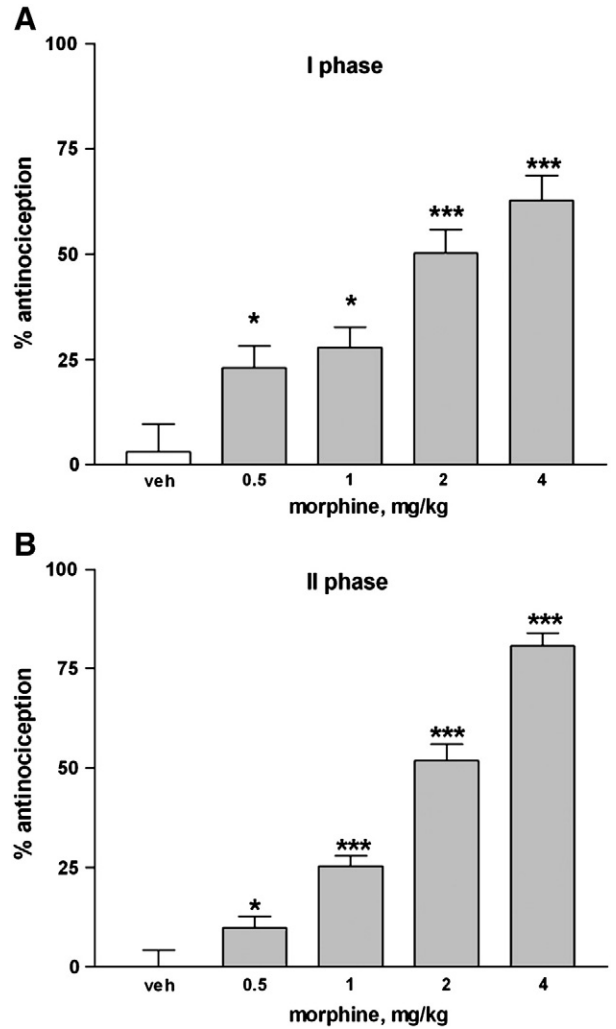 A
I phase
100
75
50
25
0
% antinociception
*
*
***
***
veh 0.5 1 2 4
morphine, mg/kg
B
II phase
100
75
50
25
0
% antinociception
*
***
***
***
veh 0.5 1 2 4
morphine, mg/kg